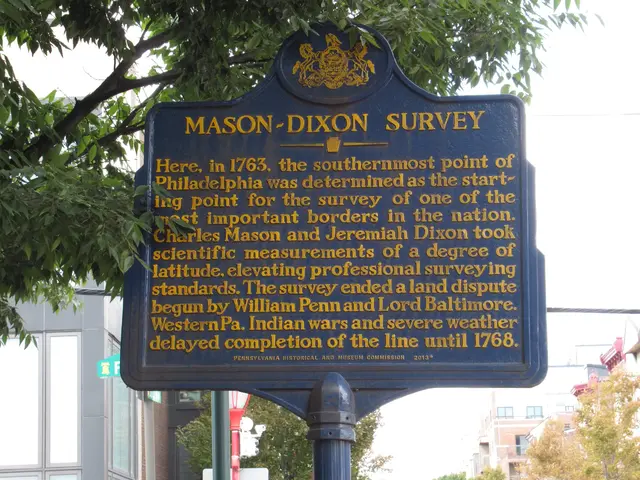 MASON-DIXON SURVEY
Here, in 1763, the southernmost point of
Philadelphia was determined as the start-
ing point for the survey of one of the
most important borders in the nation.
Charles Mason and Jeremiah Dixon took
scientific measurements of a degree of
latitude, elevating professional surveying
standards. The survey ended a land dispute
begun by William Penn and Lord Baltimore.
Western Pa. Indian wars and severe weather
delayed completion of the line until 1768.
PENNSYLVANIA HISTORICAL AND MUSEUM COMMISSION 2013